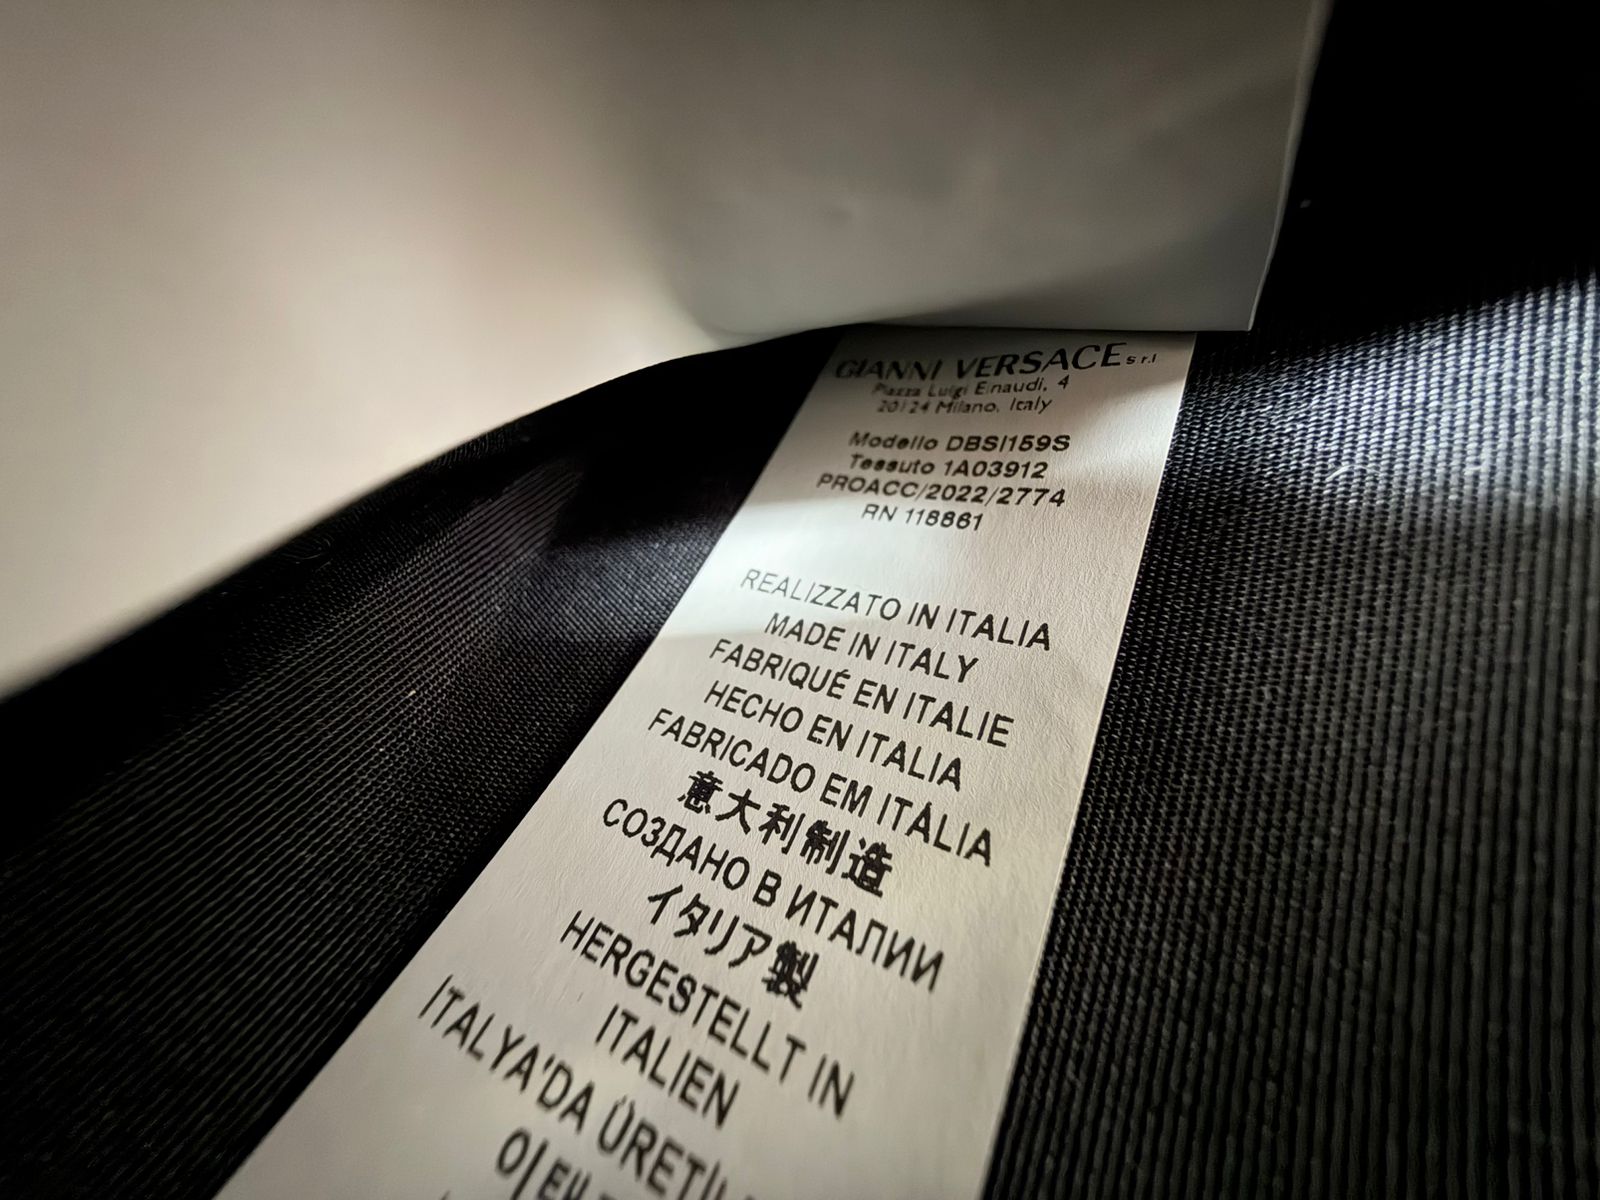 GIANNI VERSACE s r.l
Piazza Luigi Einaudi, 4
20124 Milano, Italy
Modello DBSI159S
Tessuto 1A03912
PROACC/2022/2774
RN 118861
REALIZZATO IN ITALIA
MADE IN ITALY
FABRIQUÉ EN ITALIE
HECHO EN ITALIA
FABRICADO EM ITÁLIA
意大利制造
СОЗДАНО В ИТАЛИИ
イタリア製
HERGESTELLT IN
ITALIEN
ITALYA'DA